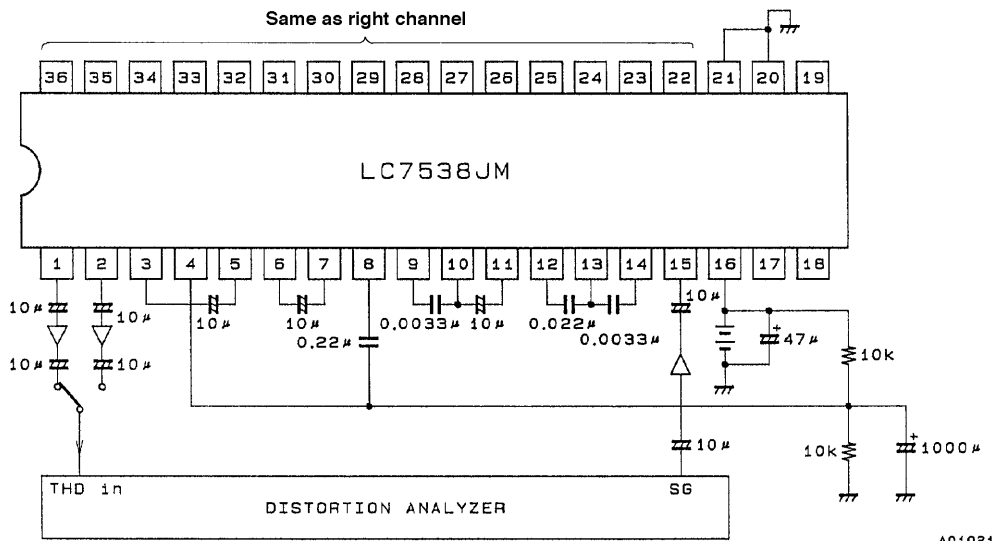 Same as right channel
36 35 34 33 32 31 30 29 28 27 26 25 24 23 22 21 20 19
LC7538JM
1 2 3 4 5 6 7 8 9 10 11 12 13 14 15 16 17 18
10μ 10μ 10μ 10μ 0.0033μ 10μ 0.022μ 10μ
0.22μ 0.0033μ + 47μ
10μ 10μ 10k
10μ 10k + 1000μ
THD in SG
DISTORTION ANALYZER